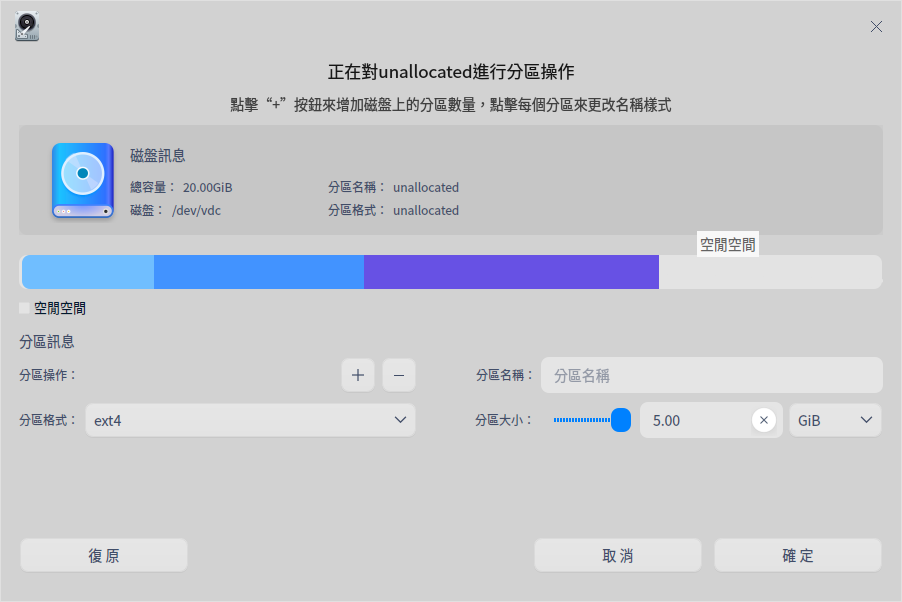 正在對unallocated進行分區操作
點擊“+”按鈕來增加磁盤上的分區數量，點擊每個分區來更改名稱樣式
磁盤訊息
總容量： 20.00GiB 分區名稱： unallocated
磁盤： /dev/vdc 分區格式： unallocated
空閒空間
空閒空間
分區訊息
分區操作： + − 分區名稱： 分區名稱
分區格式： ext4 分區大小： 5.00 GiB
復原 取消 確定